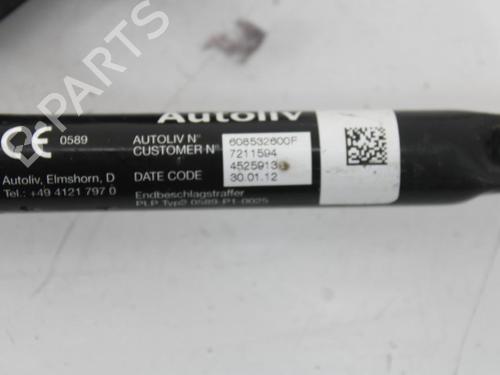 Autoliv
CE 0589
AUTOLIV N° 608532600F
CUSTOMER N° 7211594
4525913
DATE CODE 30.01.12
Autoliv, Elmshorn, D
Tel.: +49 4121 797 0
Endbeschlagstraffer
PLP Typ2 0589-P1-0025
B-PARTS